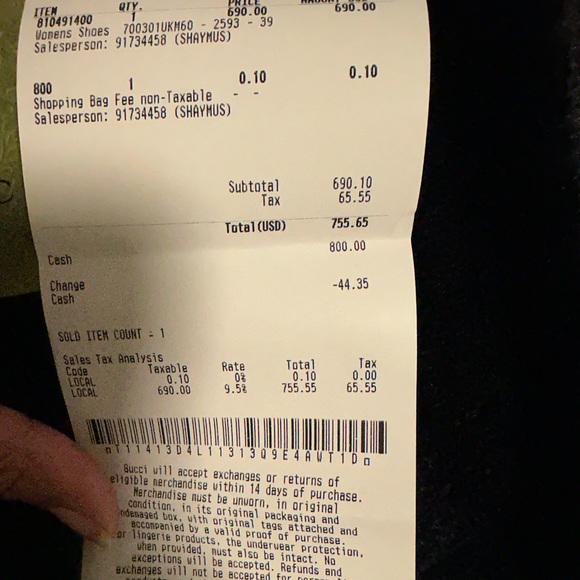 ITEM QTY. PRICE AMOUNT
810491400 1 690.00 690.00
Womens Shoes 700301UKM60 - 2593 - 39
Salesperson: 91734458 (SHAYMUS)
800 1 0.10 0.10
Shopping Bag Fee non-Taxable - -
Salesperson: 91734458 (SHAYMUS)
Subtotal 690.10
Tax 65.55
Total(USD) 755.65
Cash 800.00
Change -44.35
Cash
SOLD ITEM COUNT = 1
Sales Tax Analysis
Code Taxable Rate Total Tax
LOCAL 0.10 0% 0.10 0.00
LOCAL 690.00 9.5% 755.55 65.55
Gucci will accept exchanges or returns of
eligible merchandise within 14 days of purchase.
Merchandise must be unworn, in original
condition, in its original packaging and
undamaged box, with original tags attached and
accompanied by a valid proof of purchase.
or lingerie products, the underwear protection,
when provided, must also be intact. No
exceptions will be accepted. Refunds and
exchanges will not be accepted for